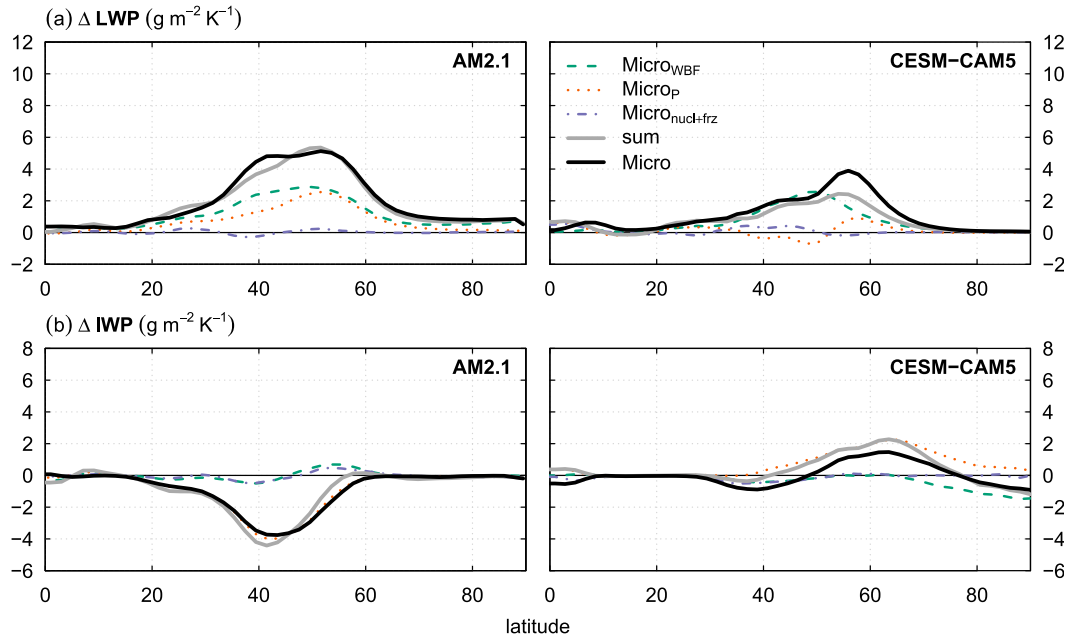 (a) Δ LWP (g m⁻² K⁻¹)
AM2.1
CESM−CAM5
12
10
8
6
4
2
0
−2
0 20 40 60 80
Micro_WBF
Micro_P
Micro_nucl+frz
sum
Micro
12
10
8
6
4
2
0
−2
0 20 40 60 80
(b) Δ IWP (g m⁻² K⁻¹)
AM2.1
CESM−CAM5
8
6
4
2
0
−2
−4
−6
0 20 40 60 80
8
6
4
2
0
−2
−4
−6
0 20 40 60 80
latitude